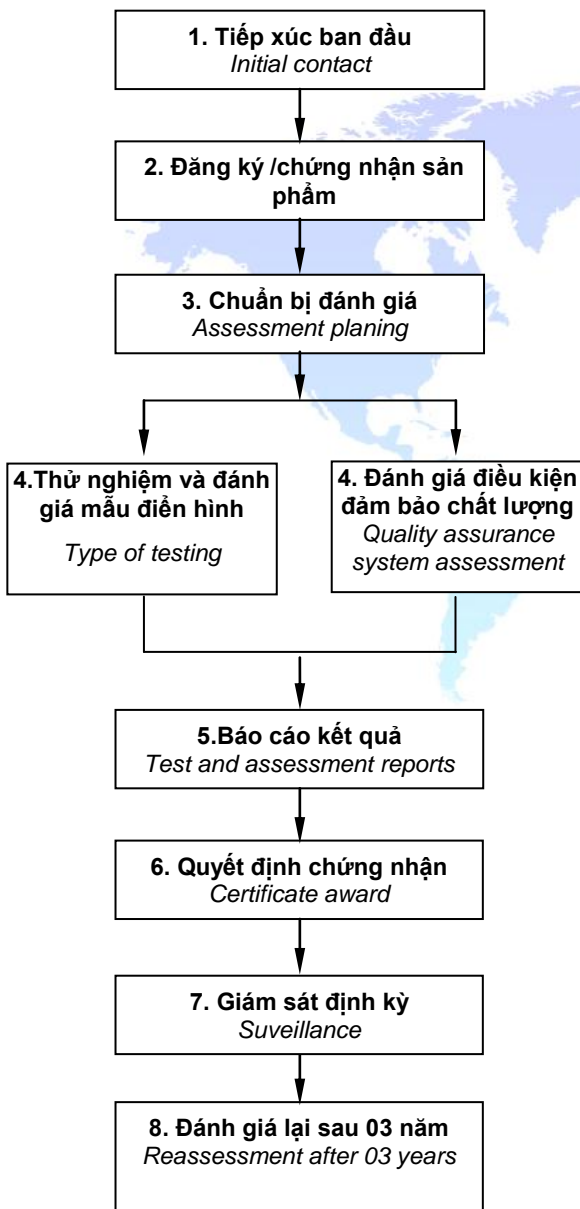 1. Tiếp xúc ban đầu
Initial contact
2. Đăng ký /chứng nhận sản
phẩm
3. Chuẩn bị đánh giá
Assessment planing
4.Thử nghiệm và đánh
giá mẫu điển hình
Type of testing
4. Đánh giá điều kiện
đảm bảo chất lượng
Quality assurance
system assessment
5.Báo cáo kết quả
Test and assessment reports
6. Quyết định chứng nhận
Certificate award
7. Giám sát định kỳ
Suveillance
8. Đánh giá lại sau 03 năm
Reassessment after 03 years